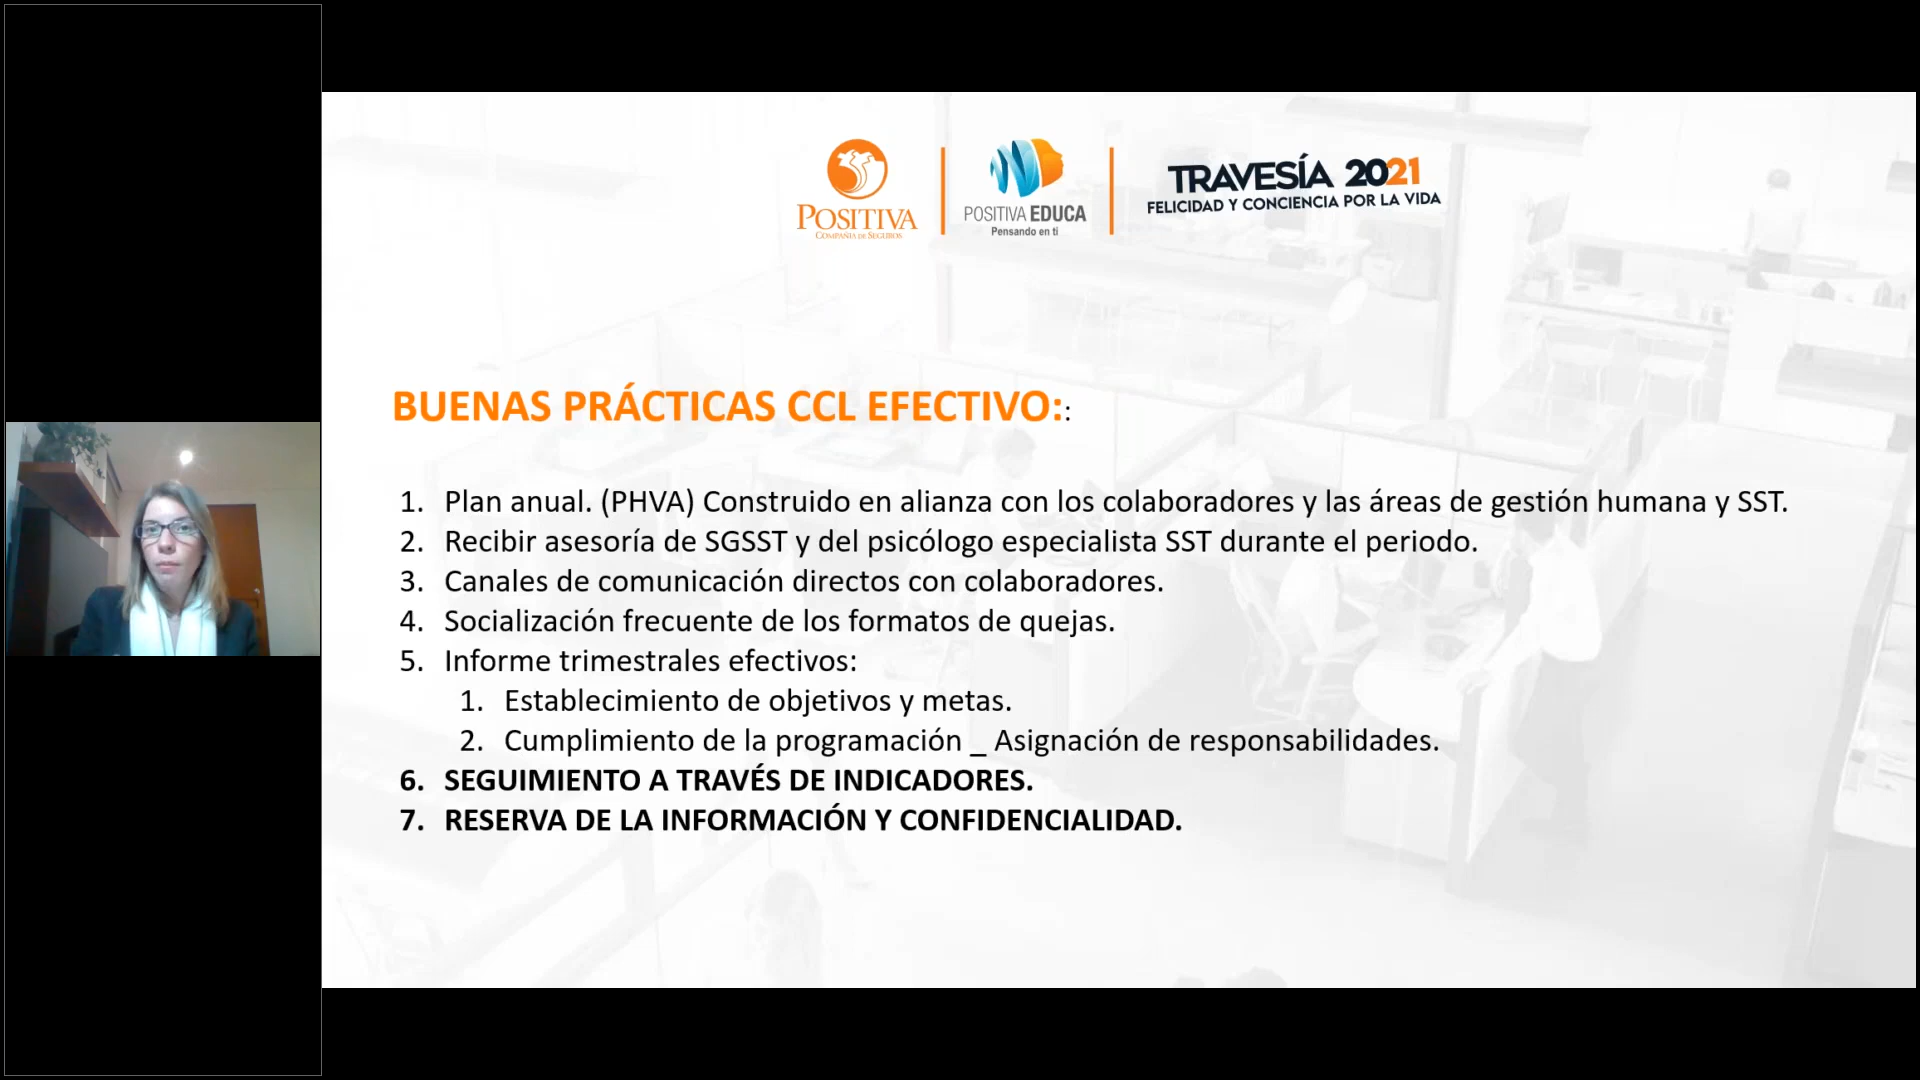 POSITIVA
COMPAÑÍA DE SEGUROS
POSITIVA EDUCA
Pensando en ti
TRAVESÍA 2021
FELICIDAD Y CONCIENCIA POR LA VIDA
BUENAS PRÁCTICAS CCL EFECTIVO::
1. Plan anual. (PHVA) Construido en alianza con los colaboradores y las áreas de gestión humana y SST.
2. Recibir asesoría de SGSST y del psicólogo especialista SST durante el periodo.
3. Canales de comunicación directos con colaboradores.
4. Socialización frecuente de los formatos de quejas.
5. Informe trimestrales efectivos:
1. Establecimiento de objetivos y metas.
2. Cumplimiento de la programación _ Asignación de responsabilidades.
6. SEGUIMIENTO A TRAVÉS DE INDICADORES.
7. RESERVA DE LA INFORMACIÓN Y CONFIDENCIALIDAD.